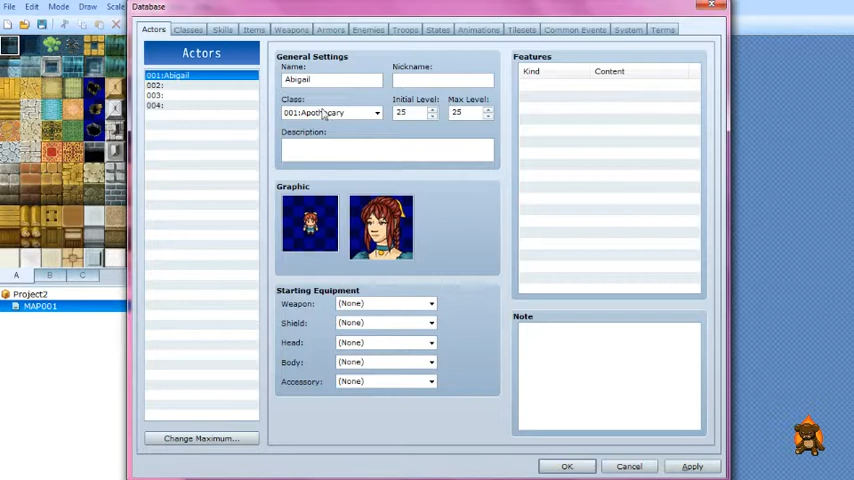 Database
File Edit Mode Draw Scale
Actors Classes Skills Items Weapons Armors Enemies Troops States Animations Tilesets Common Events System Terms
Actors
001:Abigail
002:
003:
004:
Change Maximum...
General Settings
Name:
Nickname:
Abigail
Class:
Initial Level:
Max Level:
001:Apothecary
25
25
Description:
Graphic
Starting Equipment
Weapon: (None)
Shield: (None)
Head: (None)
Body: (None)
Accessory: (None)
Features
Kind Content
Note
A B C
Project2
MAP001
OK Cancel Apply